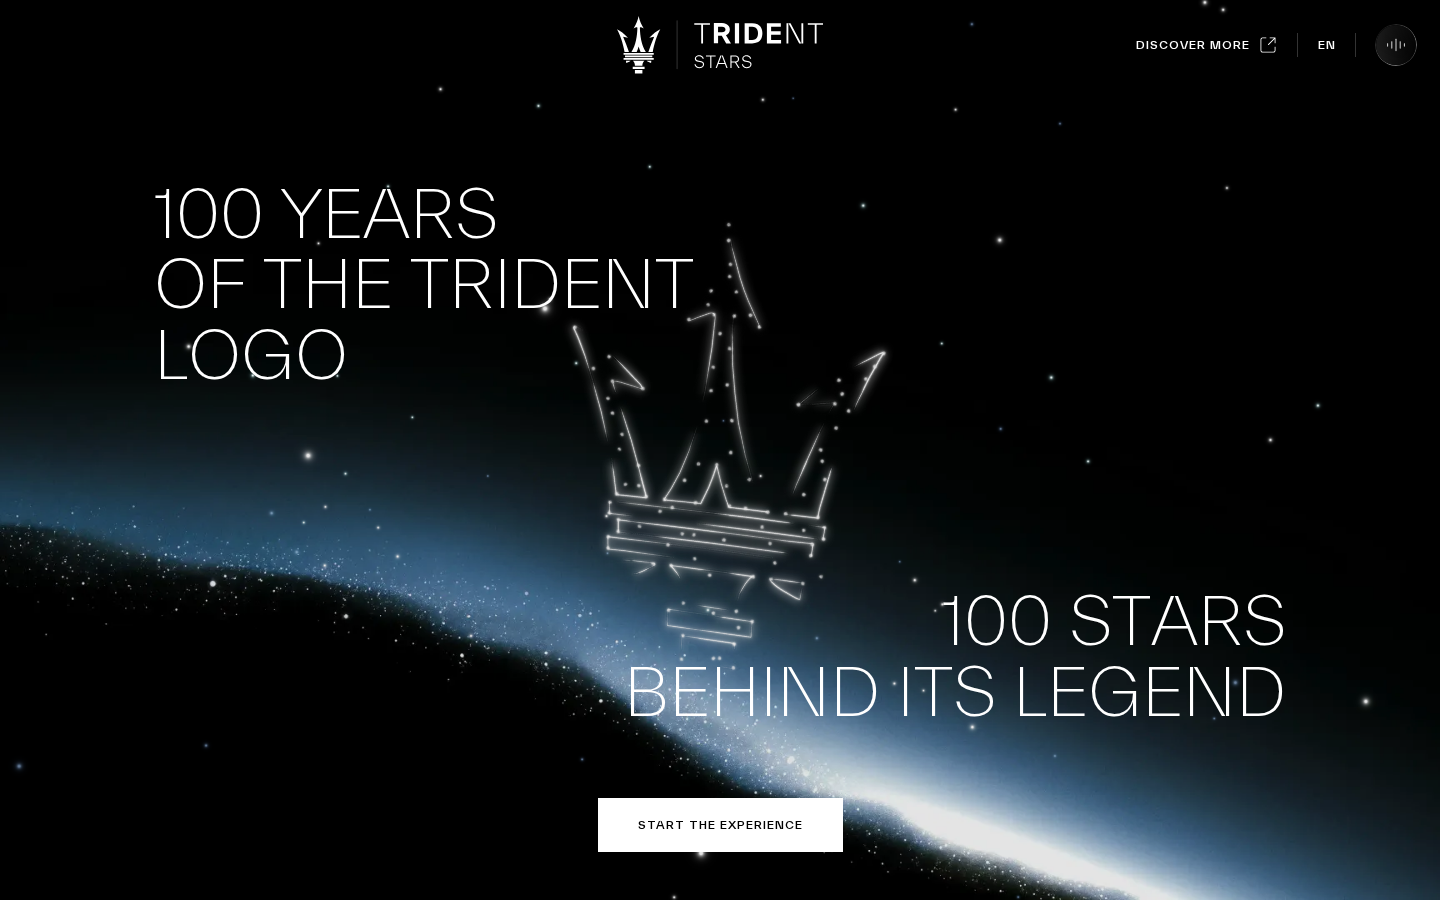 TRIDENT
STARS
DISCOVER MORE
EN
100 YEARS
OF THE TRIDENT
LOGO
100 STARS
BEHIND ITS LEGEND
START THE EXPERIENCE